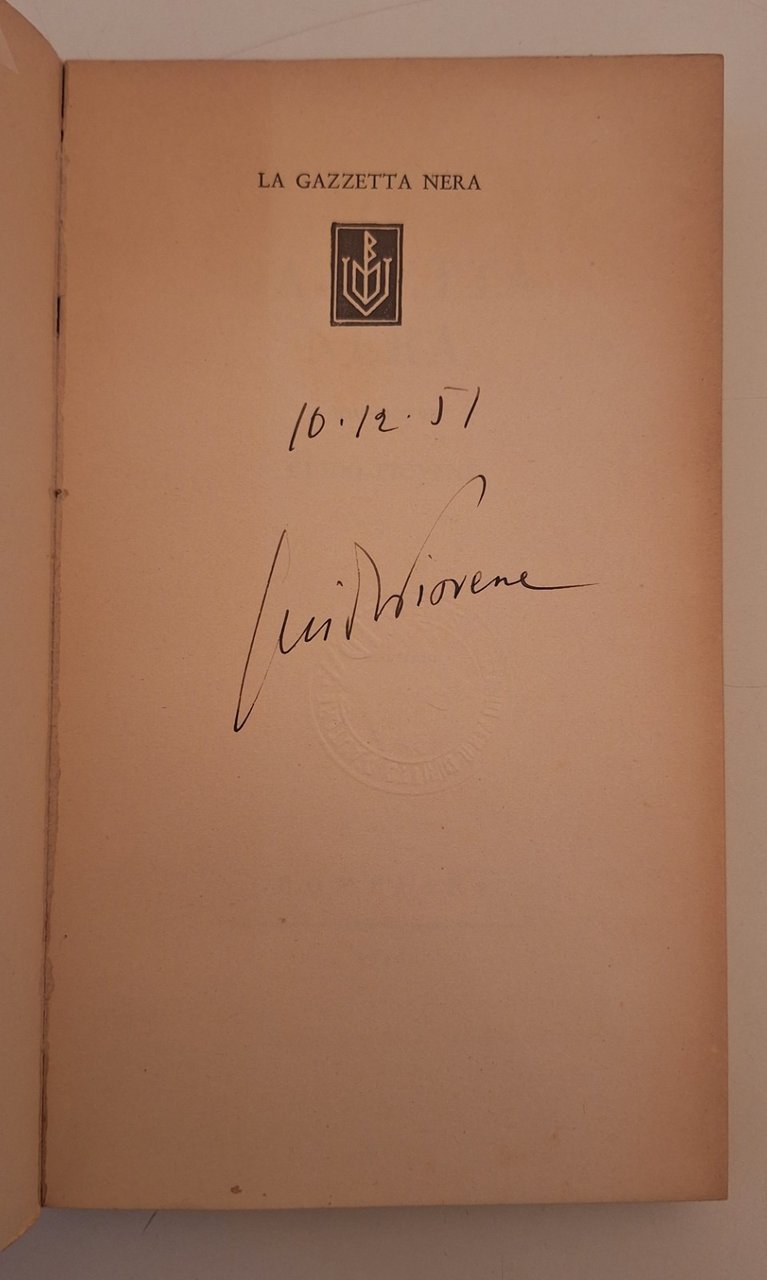 LA GAZZETTA NERA
10.12.51
Guido Piovene